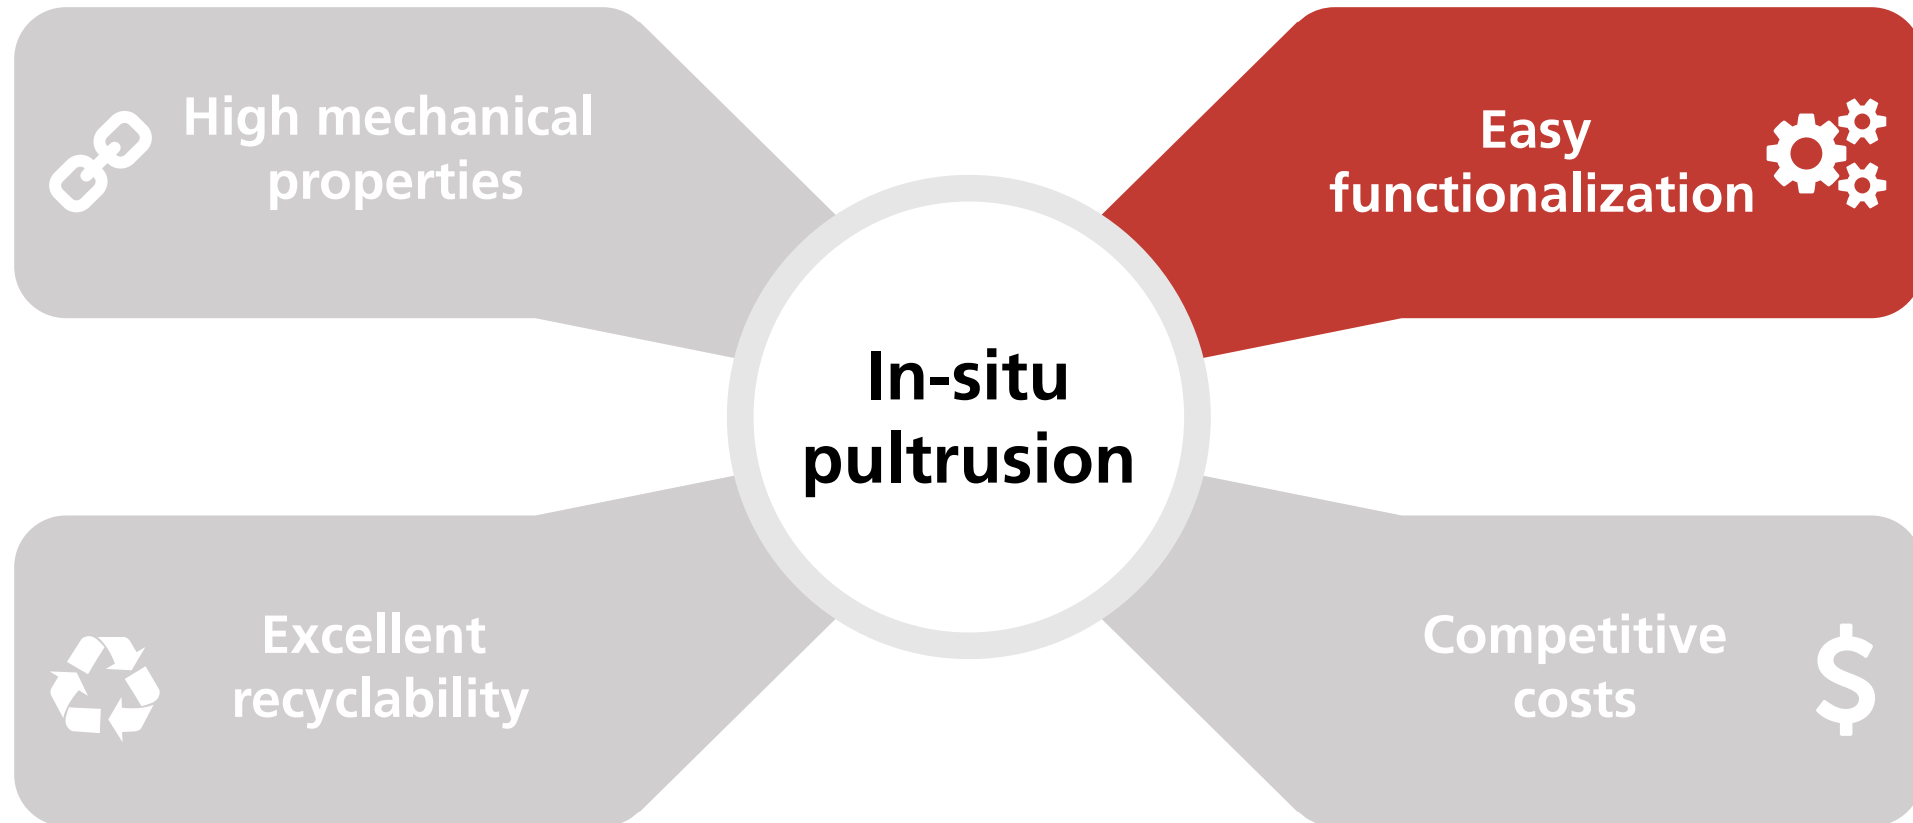 High mechanical
properties
Easy
functionalization
In-situ
pultrusion
Excellent
recyclability
Competitive
costs